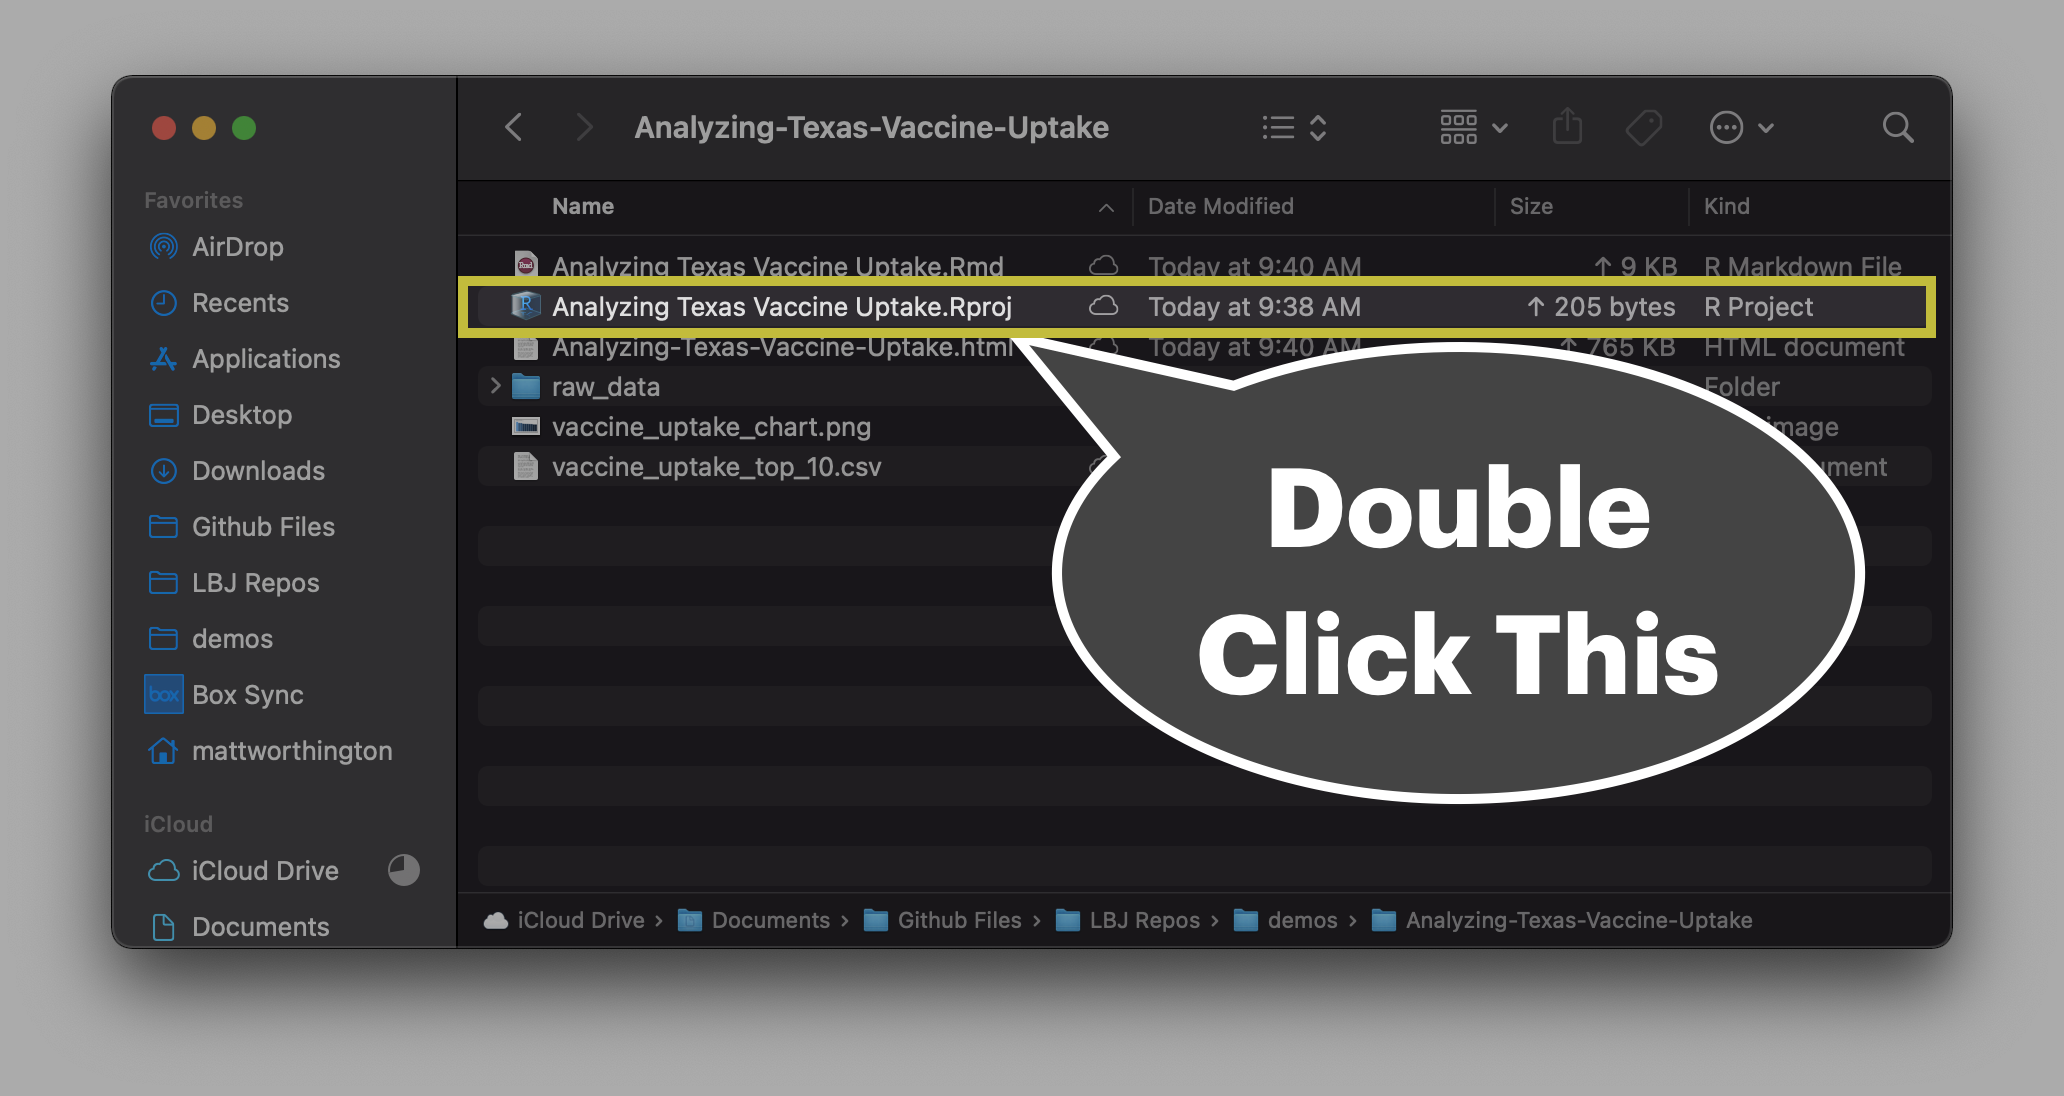 Analyzing-Texas-Vaccine-Uptake
Favorites
AirDrop
Recents
Applications
Desktop
Downloads
Github Files
LBJ Repos
demos
box Box Sync
mattworthington
iCloud
iCloud Drive
Documents
Name Date Modified Size Kind
Analyzing Texas Vaccine Uptake.Rmd Today at 9:40 AM 9 KB R Markdown File
Analyzing Texas Vaccine Uptake.Rproj Today at 9:38 AM 205 bytes R Project
Analyzing-Texas-Vaccine-Uptake.html Today at 9:40 AM 765 KB HTML document
raw_data Folder
vaccine_uptake_chart.png image
vaccine_uptake_top_10.csv
Double
Click This
iCloud Drive › Documents › Github Files › LBJ Repos › demos › Analyzing-Texas-Vaccine-Uptake